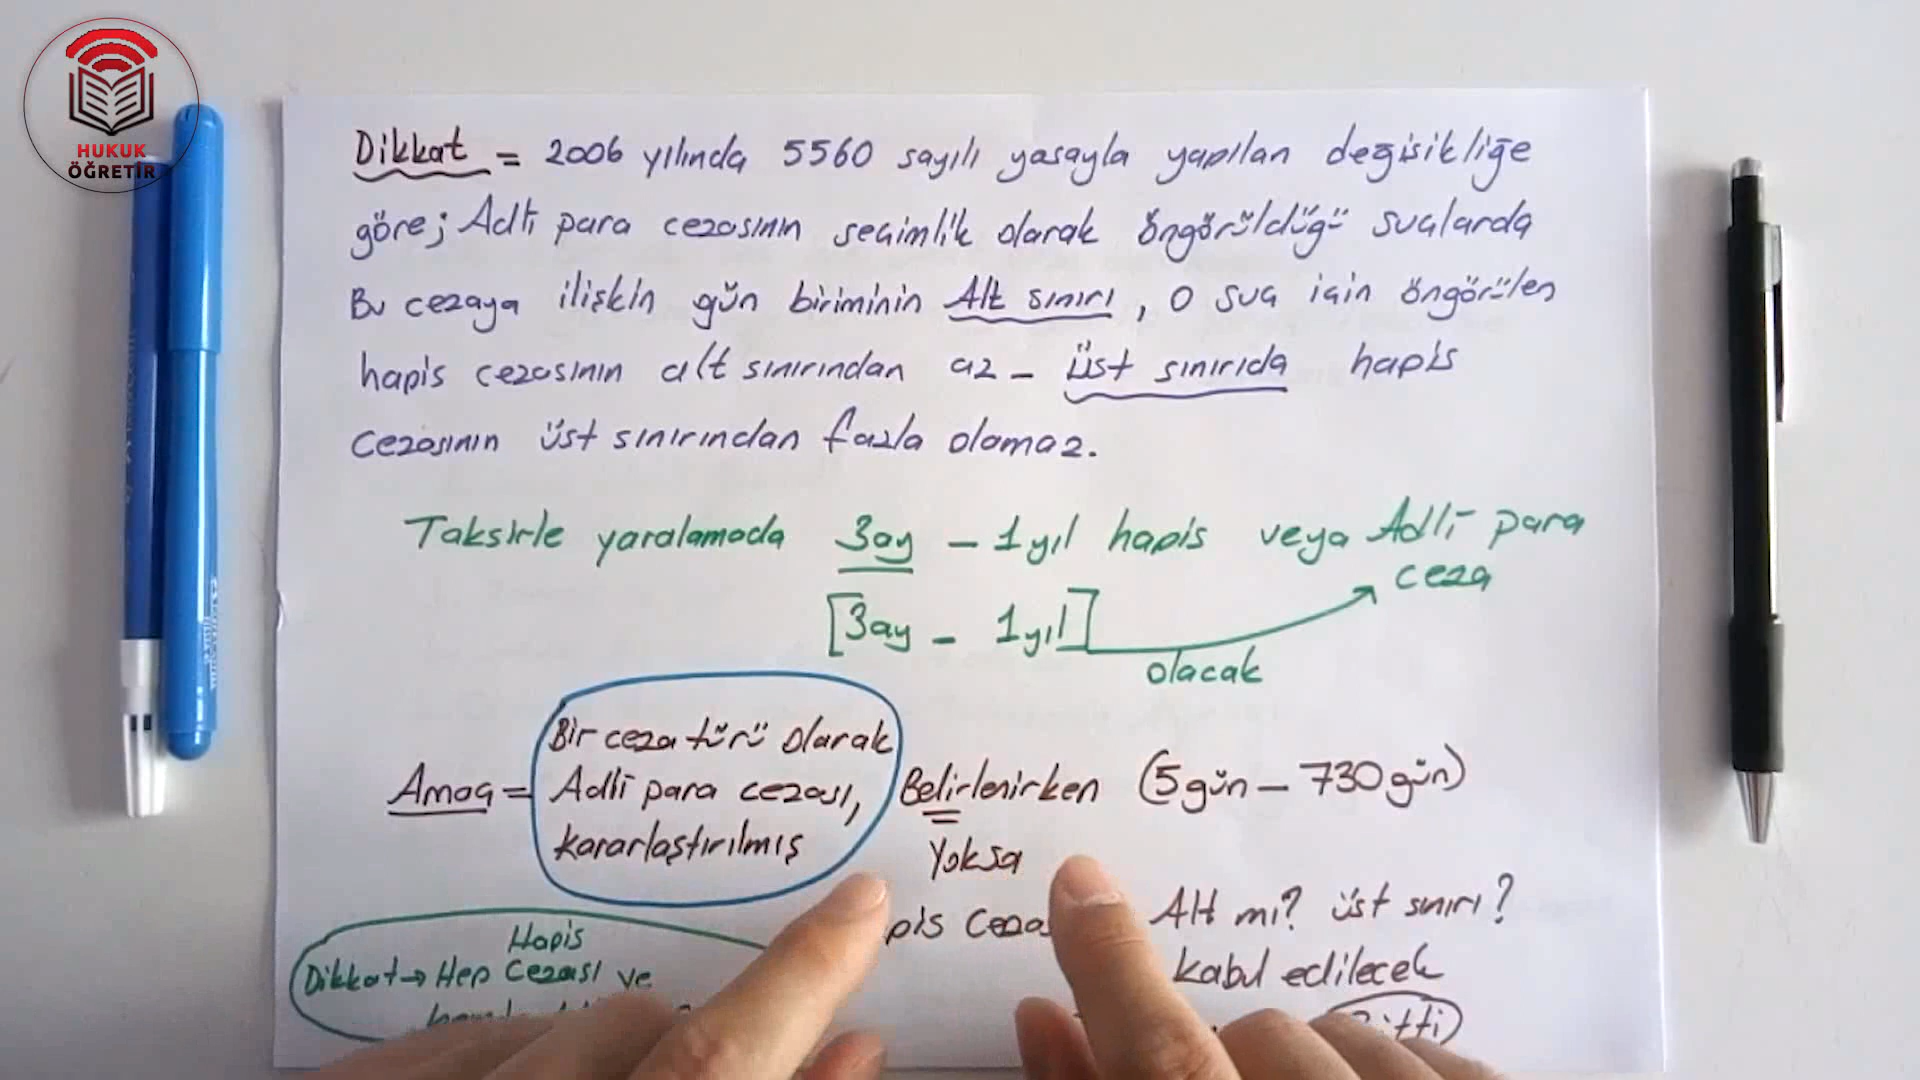 HUKUK
ÖĞRETİR
Dikkat = 2006 yılında 5560 sayılı yasayla yapılan değişikliğe
göre; Adli para cezasının seçimlik olarak öngörüldüğü suçlarda
Bu cezaya ilişkin gün biriminin Alt sınırı, o suç için öngörülen
hapis cezasının alt sınırından az - üst sınırıda hapis
cezasının üst sınırından fazla olamaz.
Taksirle yaralamada 3ay - 1yıl hapis veya Adli para
ceza
[3ay - 1yıl]
olacak
Bir ceza türü olarak
Amaç = Adli para cezası, Belirlenirken (5gün - 730gün)
kararlaştırılmış
Yoksa
pis Cezas
Alt mı? üst sınırı?
kabul edilecek
Hapis
Dikkat → Hep Cezası ve